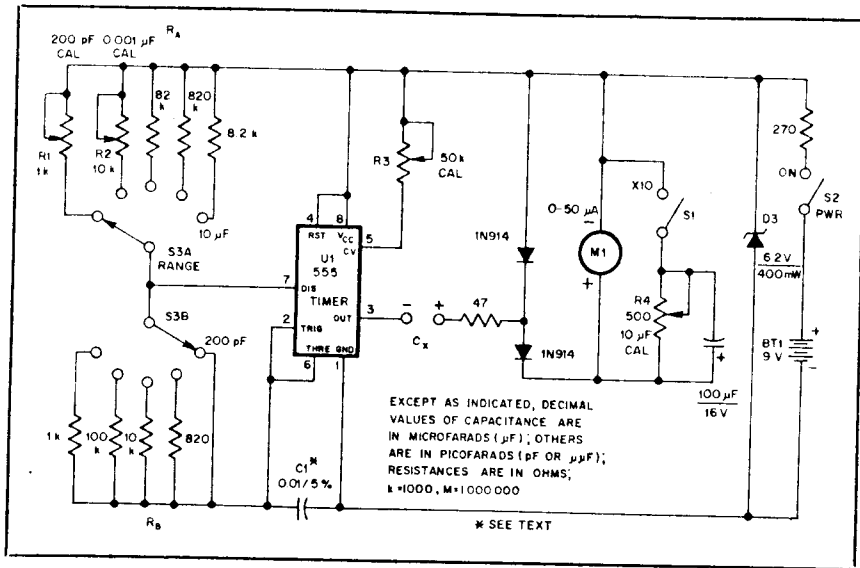 200 pF 0.001 µF RA
CAL CAL
82 k
820 k
8.2 k
R1
1k
R2
10 k
R3
50 k
CAL
10 µF
S3A
RANGE
S3B
200 pF
4 8
RST VCC
CV 5
U1
555
TIMER
7 DIS
OUT 3
2 TRIG
THRE GND
6 1
- +
CX
47
1N914
1N914
0-50 µA
-
M1
+
X10
S1
R4
500
10 µF
CAL
100 µF
16 V
+
D3
6.2V
400mW
270
ON
S2
PWR
BT1
9 V
+
-
1k
100 k
10 k
820
RB
C1*
0.01/5%
EXCEPT AS INDICATED, DECIMAL
VALUES OF CAPACITANCE ARE
IN MICROFARADS (µF); OTHERS
ARE IN PICOFARADS (pF OR µµF);
RESISTANCES ARE IN OHMS;
k=1000, M=1000000
* SEE TEXT